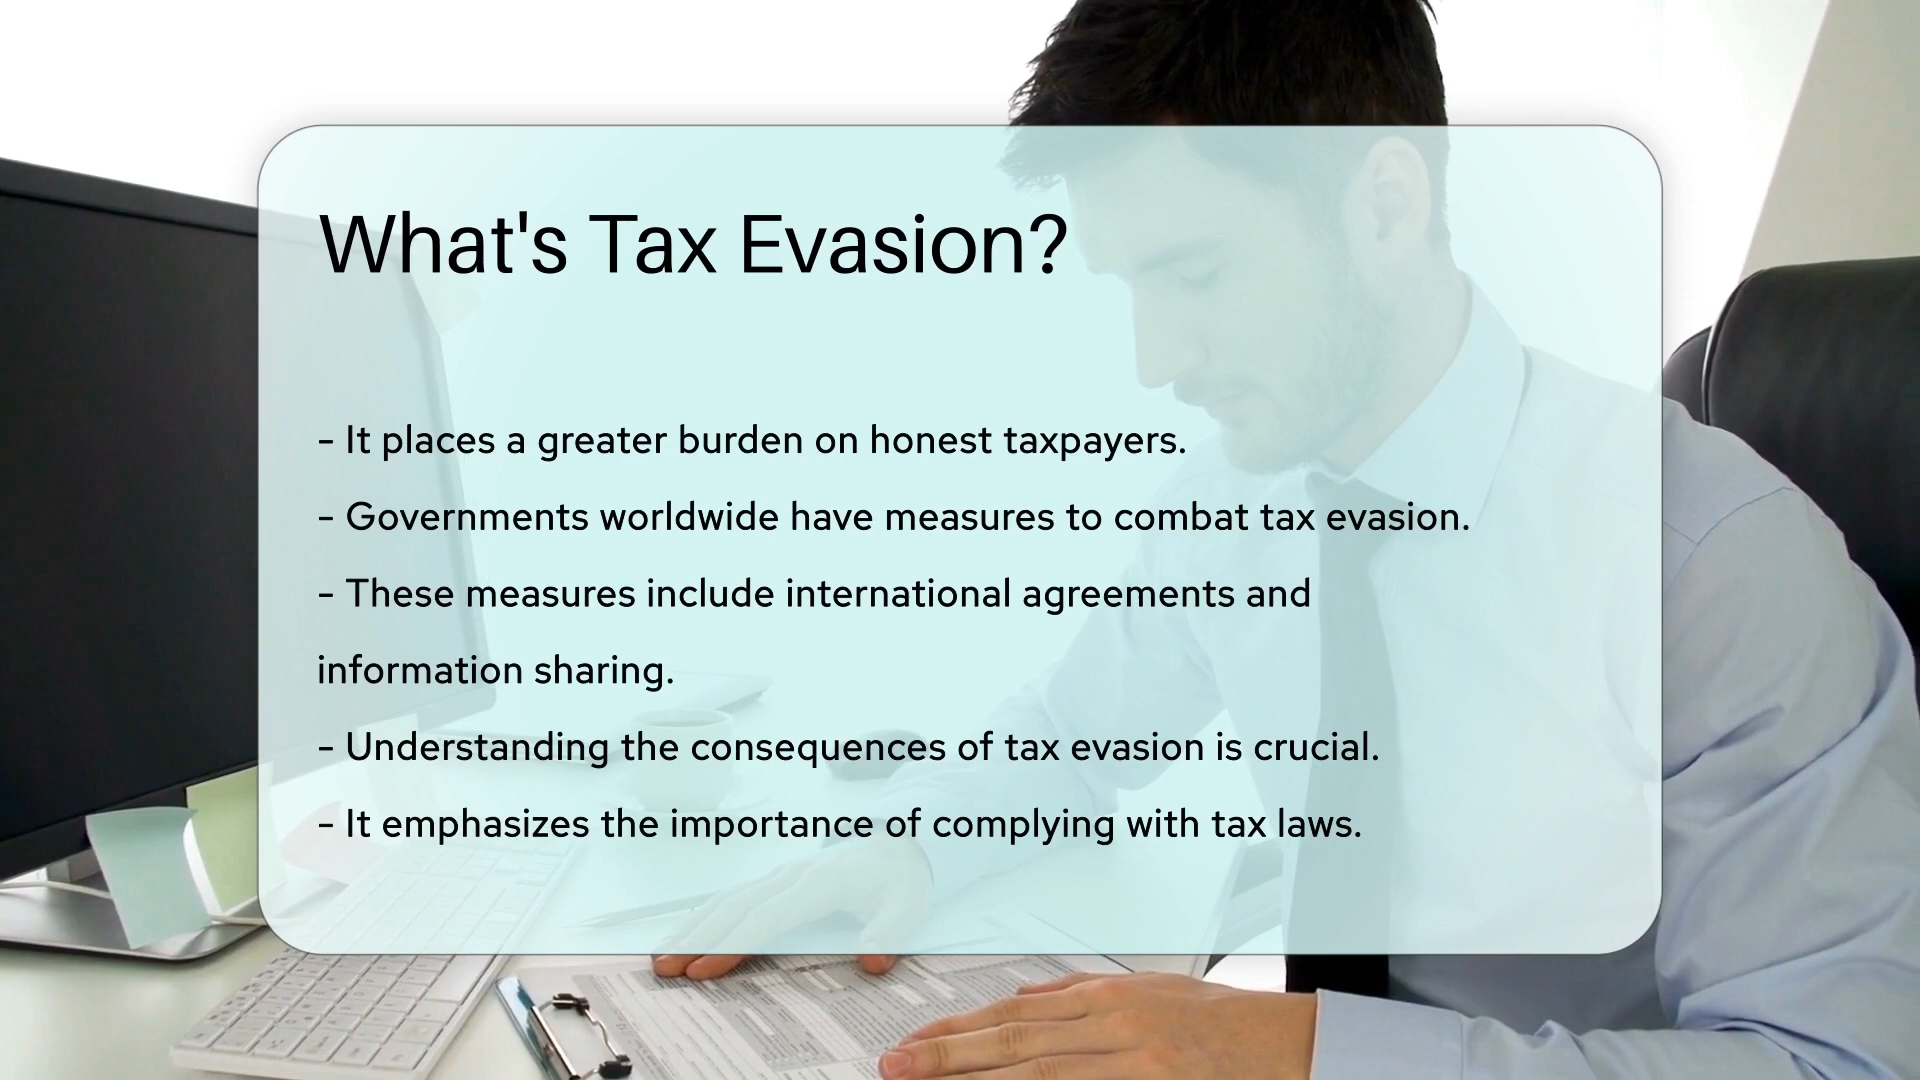 What's Tax Evasion?
- It places a greater burden on honest taxpayers.
- Governments worldwide have measures to combat tax evasion.
- These measures include international agreements and
information sharing.
- Understanding the consequences of tax evasion is crucial.
- It emphasizes the importance of complying with tax laws.